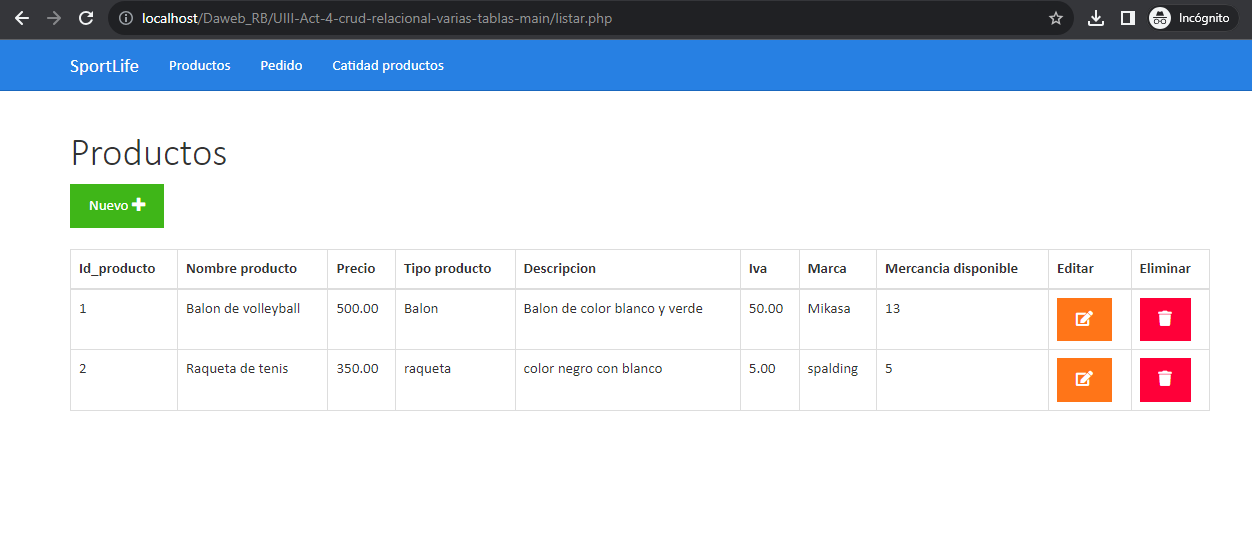 localhost/Daweb_RB/UIII-Act-4-crud-relacional-varias-tablas-main/listar.php Incógnito
SportLife Productos Pedido Catidad productos
Productos
Nuevo
Id_producto Nombre producto Precio Tipo producto Descripcion Iva Marca Mercancia disponible Editar Eliminar
1 Balon de volleyball 500.00 Balon Balon de color blanco y verde 50.00 Mikasa 13
2 Raqueta de tenis 350.00 raqueta color negro con blanco 5.00 spalding 5